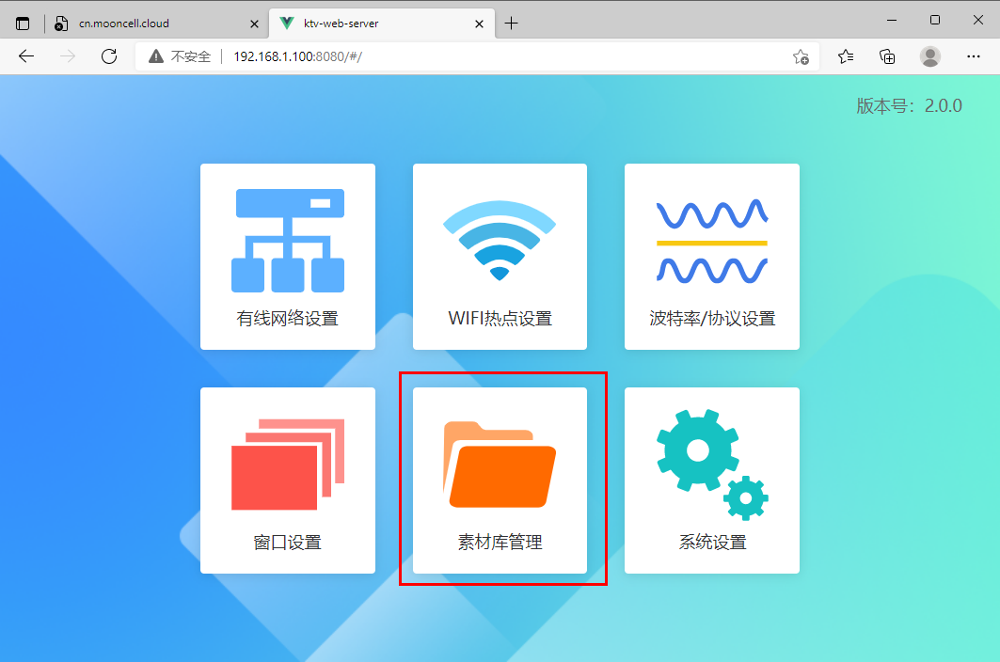 cn.mooncell.cloud
ktv-web-server
不安全
192.168.1.100:8080/#/
版本号：2.0.0
有线网络设置
WIFI热点设置
波特率/协议设置
窗口设置
素材库管理
系统设置